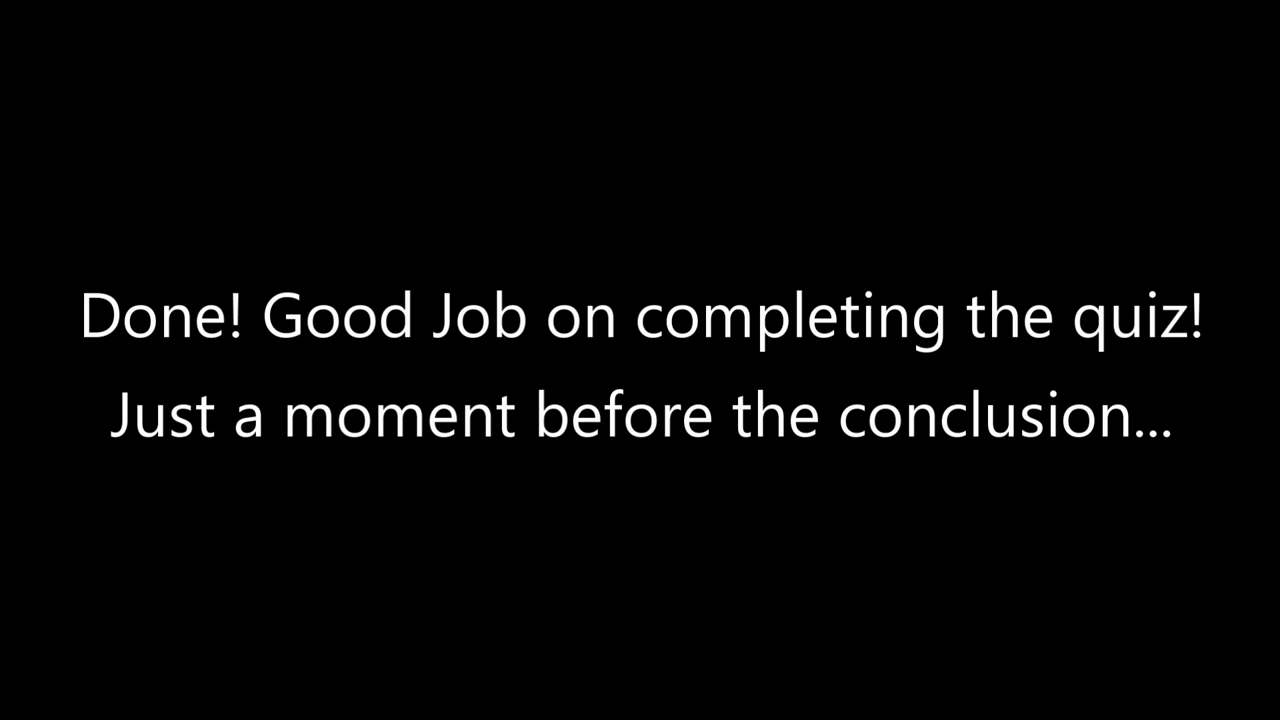 Done! Good Job on completing the quiz!
Just a moment before the conclusion...